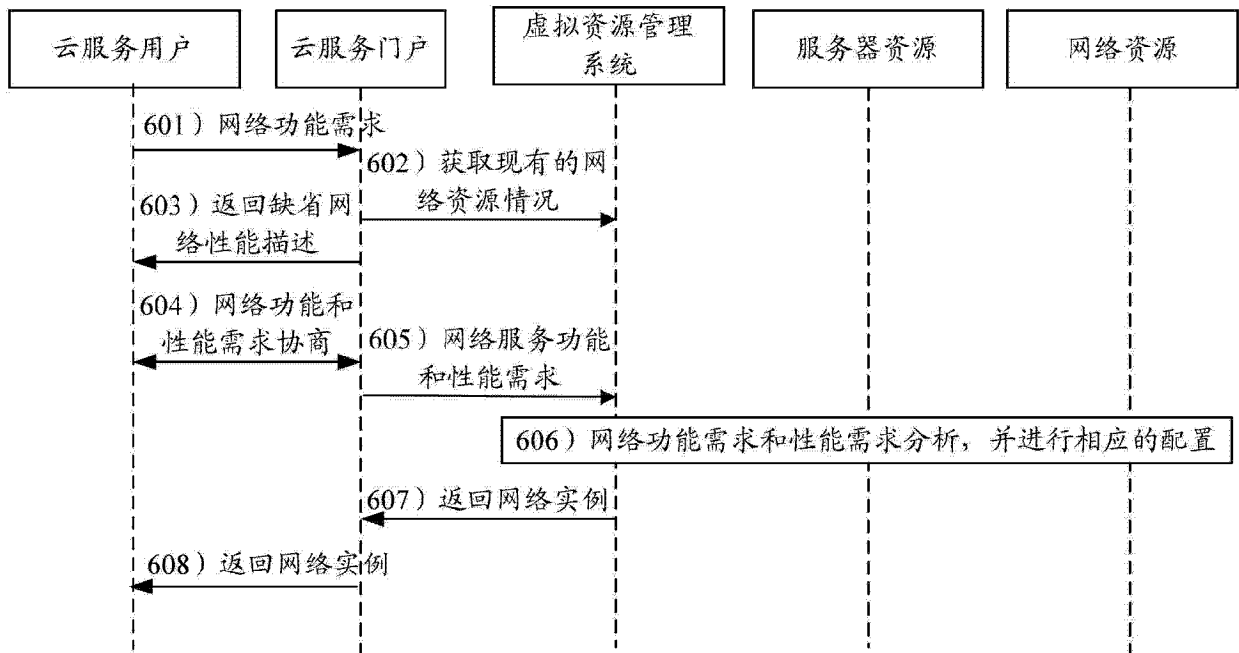 云服务用户
云服务门户
虚拟资源管理
系统
服务器资源
网络资源
601）网络功能需求
602）获取现有的网
络资源情况
603）返回缺省网
络性能描述
604）网络功能和
性能需求协商
605）网络服务功能
和性能需求
606）网络功能需求和性能需求分析，并进行相应的配置
607）返回网络实例
608）返回网络实例